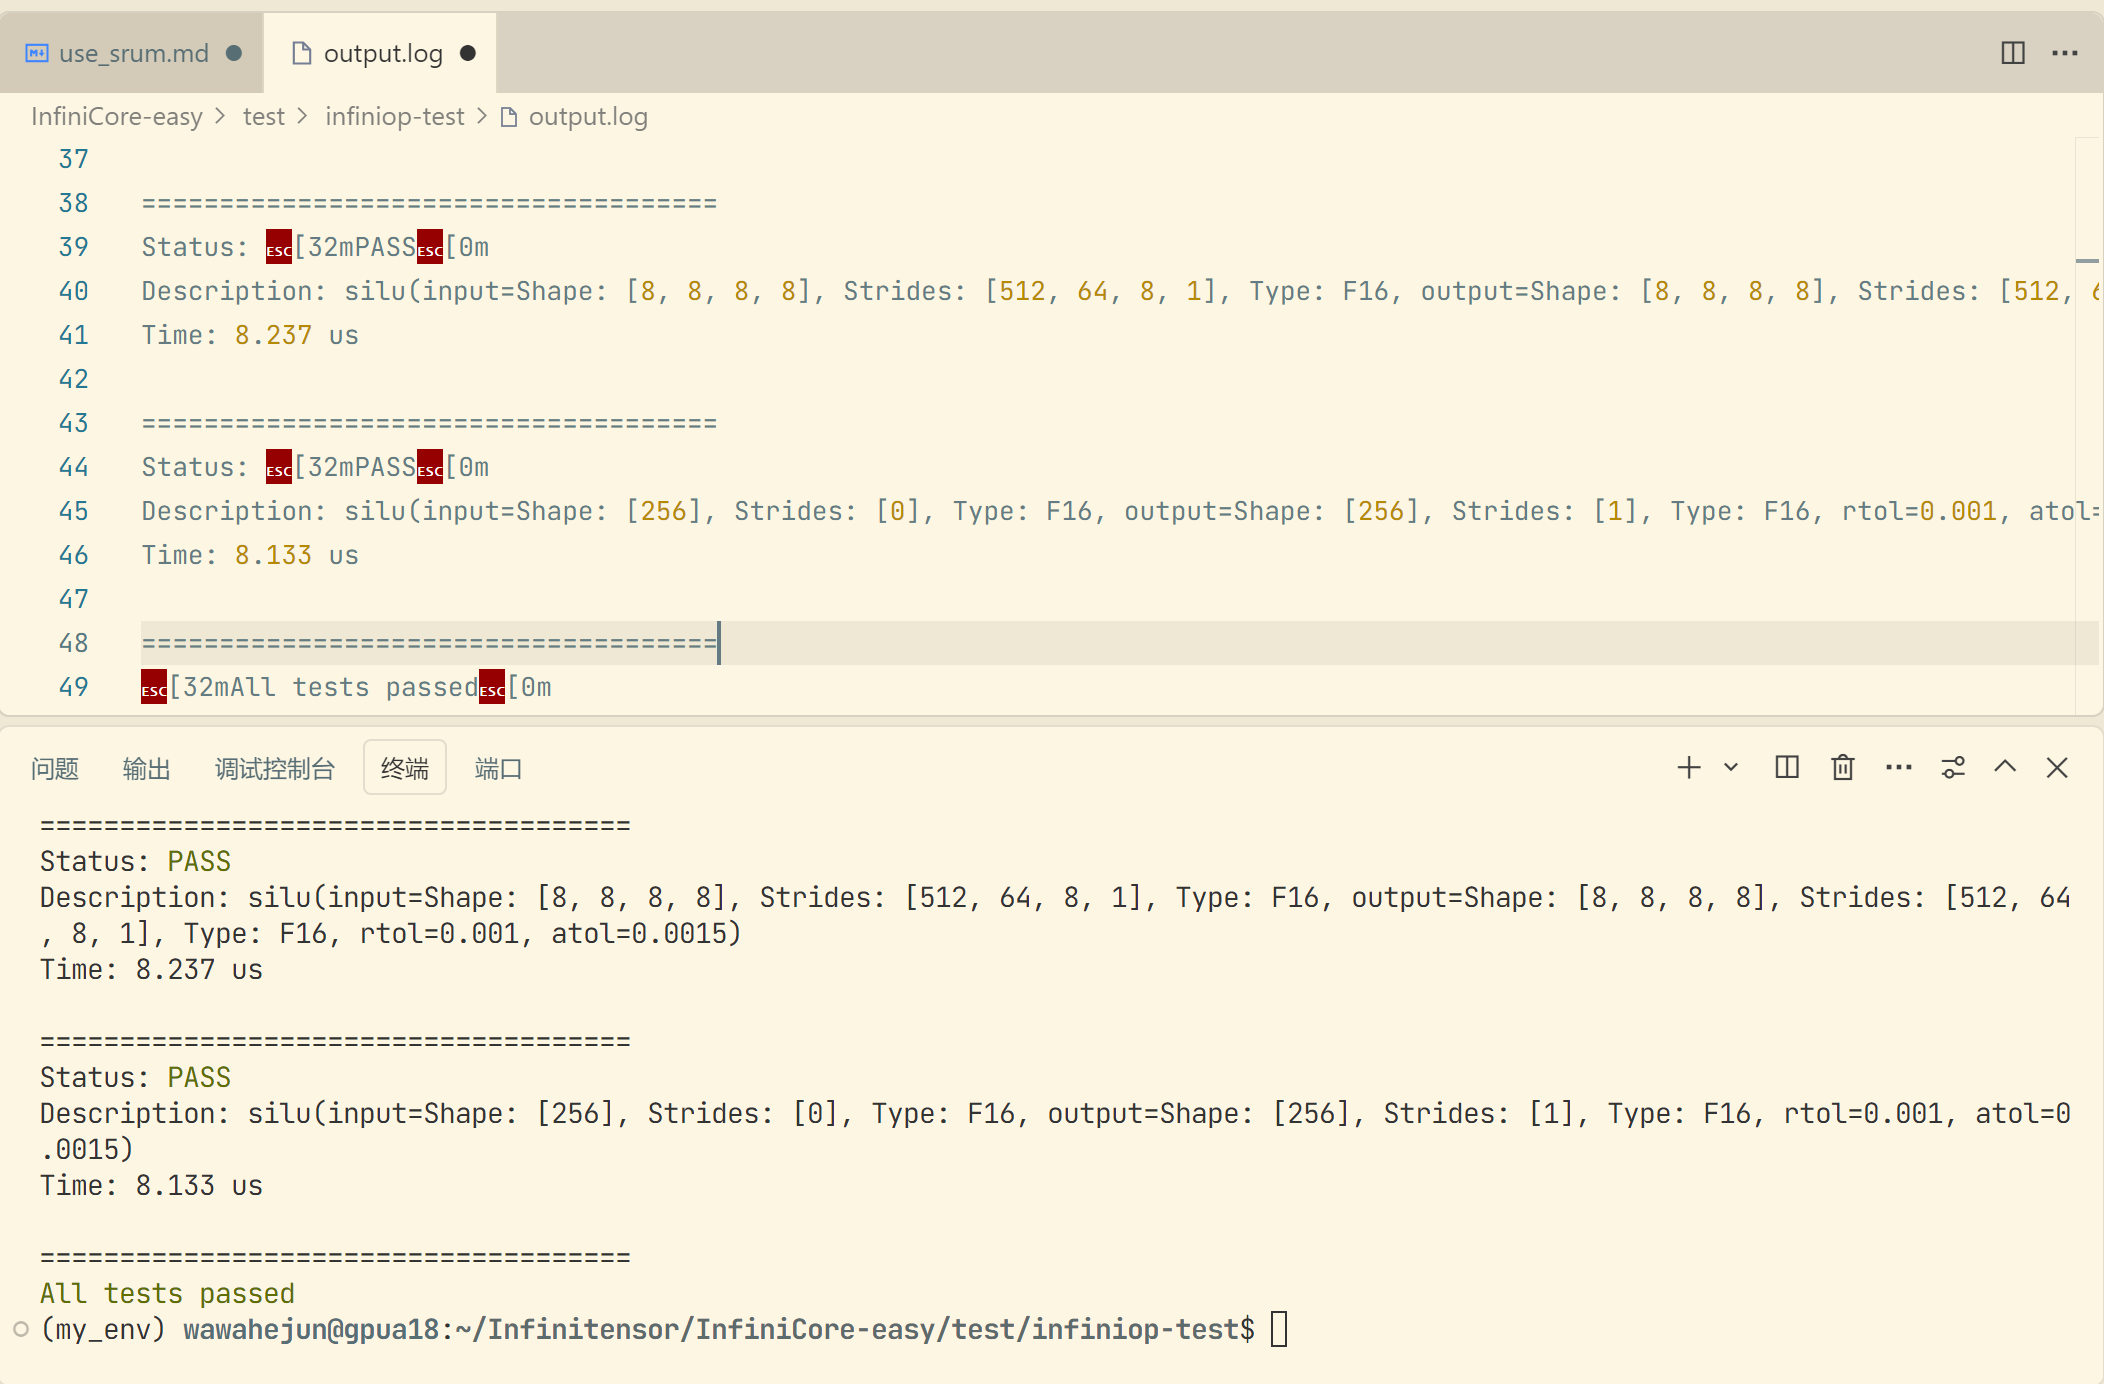 use_srum.md
output.log
InfiniCore-easy > test > infiniop-test > output.log
37
38 =====================================
39 Status: ESC[32mPASSESC[0m
40 Description: silu(input=Shape: [8, 8, 8, 8], Strides: [512, 64, 8, 1], Type: F16, output=Shape: [8, 8, 8, 8], Strides: [512,
41 Time: 8.237 us
42
43 =====================================
44 Status: ESC[32mPASSESC[0m
45 Description: silu(input=Shape: [256], Strides: [0], Type: F16, output=Shape: [256], Strides: [1], Type: F16, rtol=0.001, atol=
46 Time: 8.133 us
47
48 =====================================
49 ESC[32mAll tests passedESC[0m
问题 输出 调试控制台 终端 端口
=====================================
Status: PASS
Description: silu(input=Shape: [8, 8, 8, 8], Strides: [512, 64, 8, 1], Type: F16, output=Shape: [8, 8, 8, 8], Strides: [512, 64
, 8, 1], Type: F16, rtol=0.001, atol=0.0015)
Time: 8.237 us
=====================================
Status: PASS
Description: silu(input=Shape: [256], Strides: [0], Type: F16, output=Shape: [256], Strides: [1], Type: F16, rtol=0.001, atol=0
.0015)
Time: 8.133 us
=====================================
All tests passed
(my_env) wawahejun@gpua18:~/Infinitensor/InfiniCore-easy/test/infiniop-test$